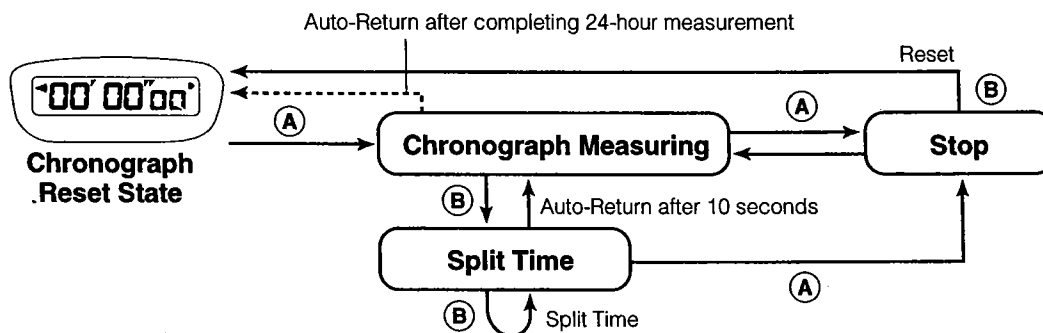 Auto-Return after completing 24-hour measurement
Reset
00' 00"00
A
A
B
Chronograph
.Reset State
Chronograph Measuring
Stop
B
Auto-Return after 10 seconds
Split Time
A
B
Split Time